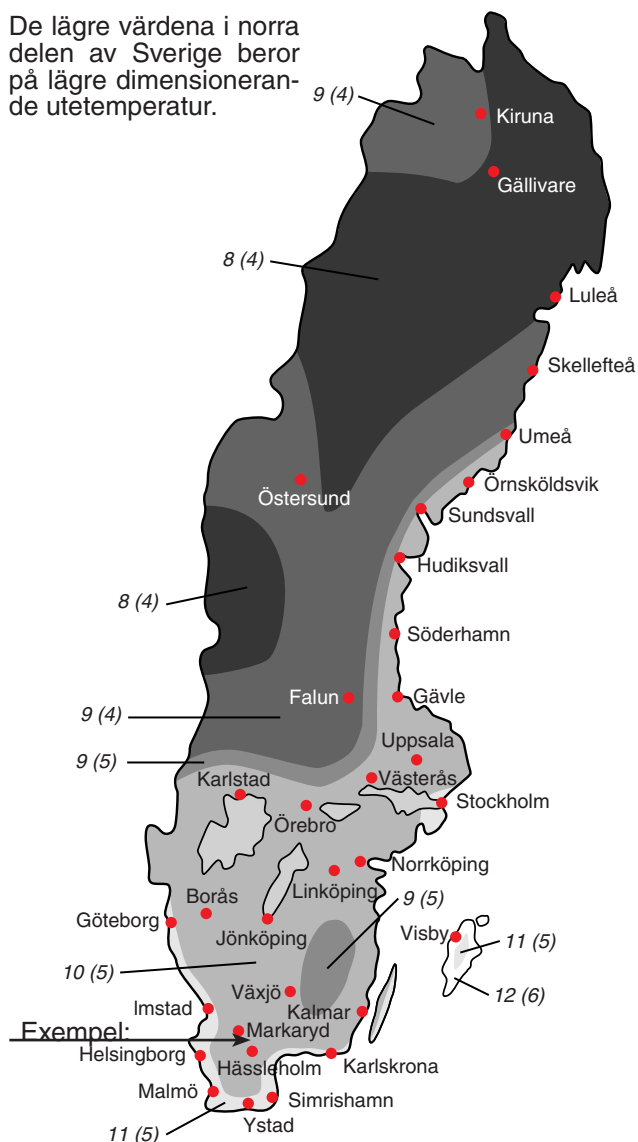 De lägre värdena i norra
delen av Sverige beror
på lägre dimensioneran-
de utetemperatur.
9 (4)
Kiruna
Gällivare
8 (4)
Luleå
Skellefteå
Umeå
Östersund
Örnsköldsvik
Sundsvall
Hudiksvall
8 (4)
Söderhamn
Falun
Gävle
9 (4)
Uppsala
9 (5)
Karlstad
Västerås
Stockholm
Örebro
Norrköping
Linköping
Borås
9 (5)
Göteborg
Jönköping
Visby
11 (5)
10 (5)
Växjö
12 (6)
lmstad
Kalmar
Exempel:
Markaryd
Helsingborg
Hässleholm
Karlskrona
Malmö
Simrishamn
Ystad
11 (5)